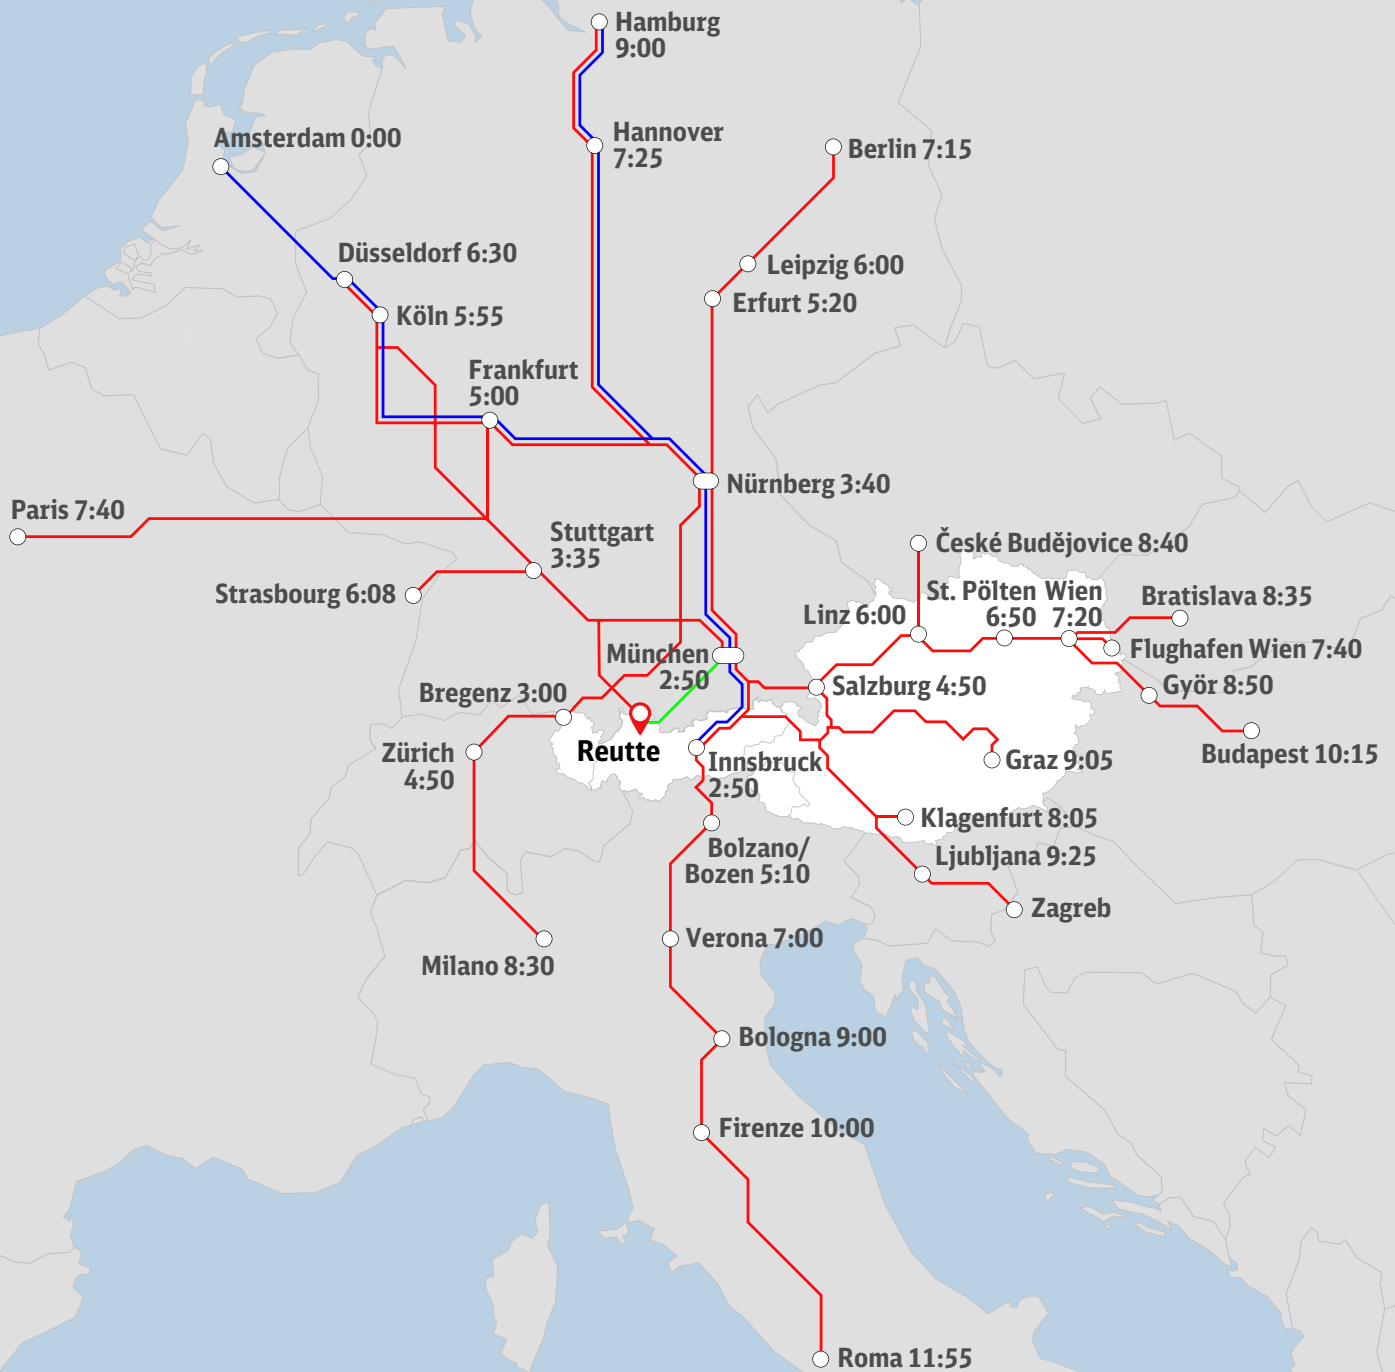 Hamburg
9:00
Amsterdam 0:00
Hannover
7:25
Berlin 7:15
Düsseldorf 6:30
Leipzig 6:00
Erfurt 5:20
Köln 5:55
Frankfurt
5:00
Nürnberg 3:40
Paris 7:40
Stuttgart
3:35
České Budějovice 8:40
Strasbourg 6:08
Linz 6:00
St. Pölten
6:50
Wien
7:20
Bratislava 8:35
Flughafen Wien 7:40
München
2:50
Bregenz 3:00
Salzburg 4:50
Györ 8:50
Reutte
Zürich
4:50
Innsbruck
2:50
Graz 9:05
Budapest 10:15
Klagenfurt 8:05
Bolzano/
Bozen 5:10
Ljubljana 9:25
Zagreb
Verona 7:00
Milano 8:30
Bologna 9:00
Firenze 10:00
Roma 11:55